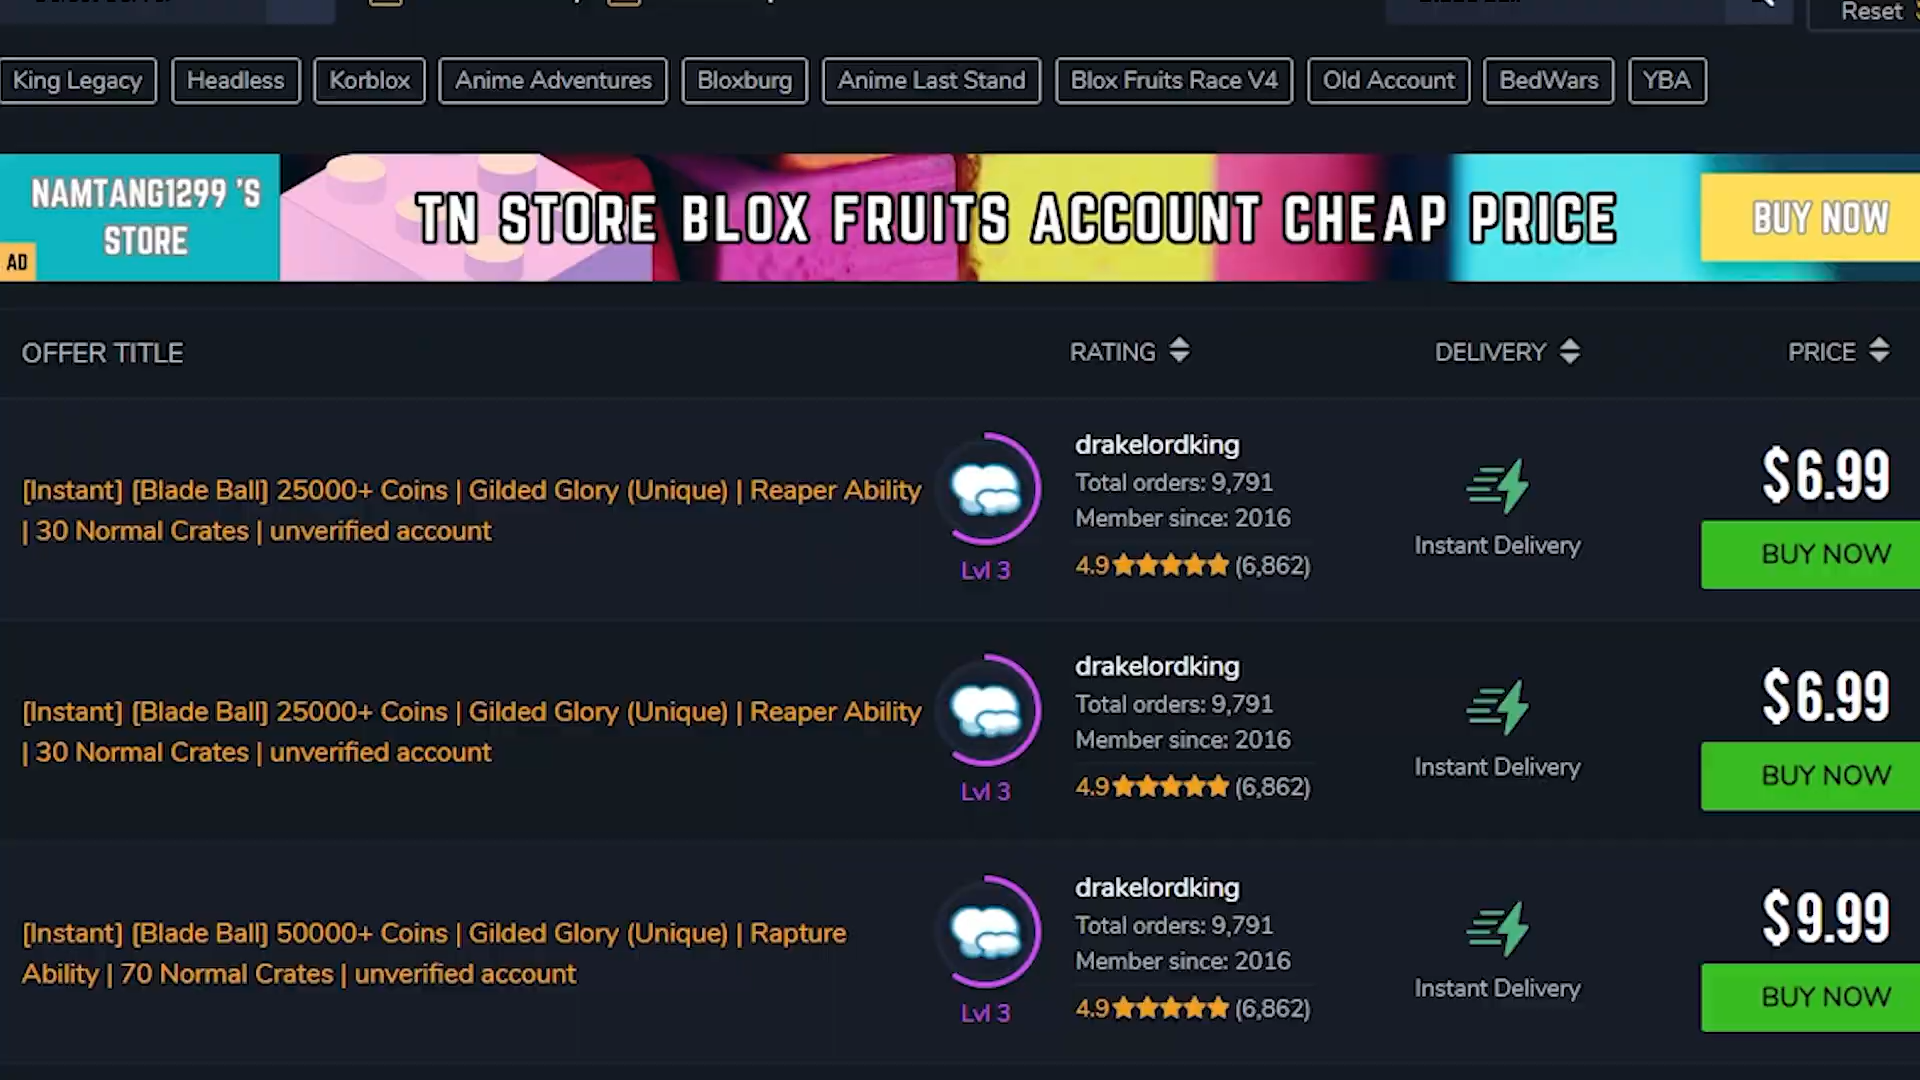 Reset
King Legacy
Headless
Korblox
Anime Adventures
Bloxburg
Anime Last Stand
Blox Fruits Race V4
Old Account
BedWars
YBA
NAMTANG1299 'S
STORE
AD
TN STORE BLOX FRUITS ACCOUNT CHEAP PRICE
BUY NOW
OFFER TITLE
RATING
DELIVERY
PRICE
[Instant] [Blade Ball] 25000+ Coins | Gilded Glory (Unique) | Reaper Ability
| 30 Normal Crates | unverified account
Lvl 3
drakelordking
Total orders: 9,791
Member since: 2016
4.9 (6,862)
Instant Delivery
$6.99
BUY NOW
[Instant] [Blade Ball] 25000+ Coins | Gilded Glory (Unique) | Reaper Ability
| 30 Normal Crates | unverified account
Lvl 3
drakelordking
Total orders: 9,791
Member since: 2016
4.9 (6,862)
Instant Delivery
$6.99
BUY NOW
[Instant] [Blade Ball] 50000+ Coins | Gilded Glory (Unique) | Rapture
Ability | 70 Normal Crates | unverified account
Lvl 3
drakelordking
Total orders: 9,791
Member since: 2016
4.9 (6,862)
Instant Delivery
$9.99
BUY NOW